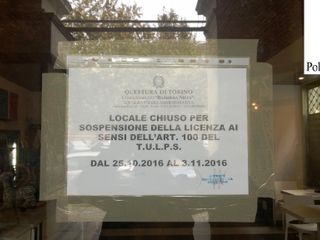 QUESTURA DI TORINO
LOCALE CHIUSO PER
SOSPENSIONE DELLA LICENZA AI
SENSI DELL'ART. 100 DEL
T.U.L.P.S.
DAL 25.10.2016 AL 3.11.2016
Pol